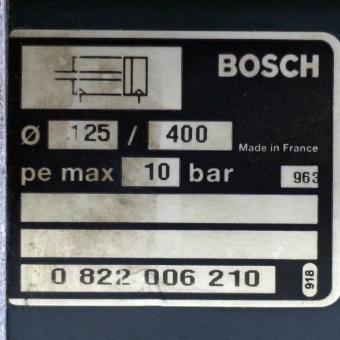 BOSCH
Ø 125 / 400
Made in France
pe max 10 bar
963
0 822 006 210
918